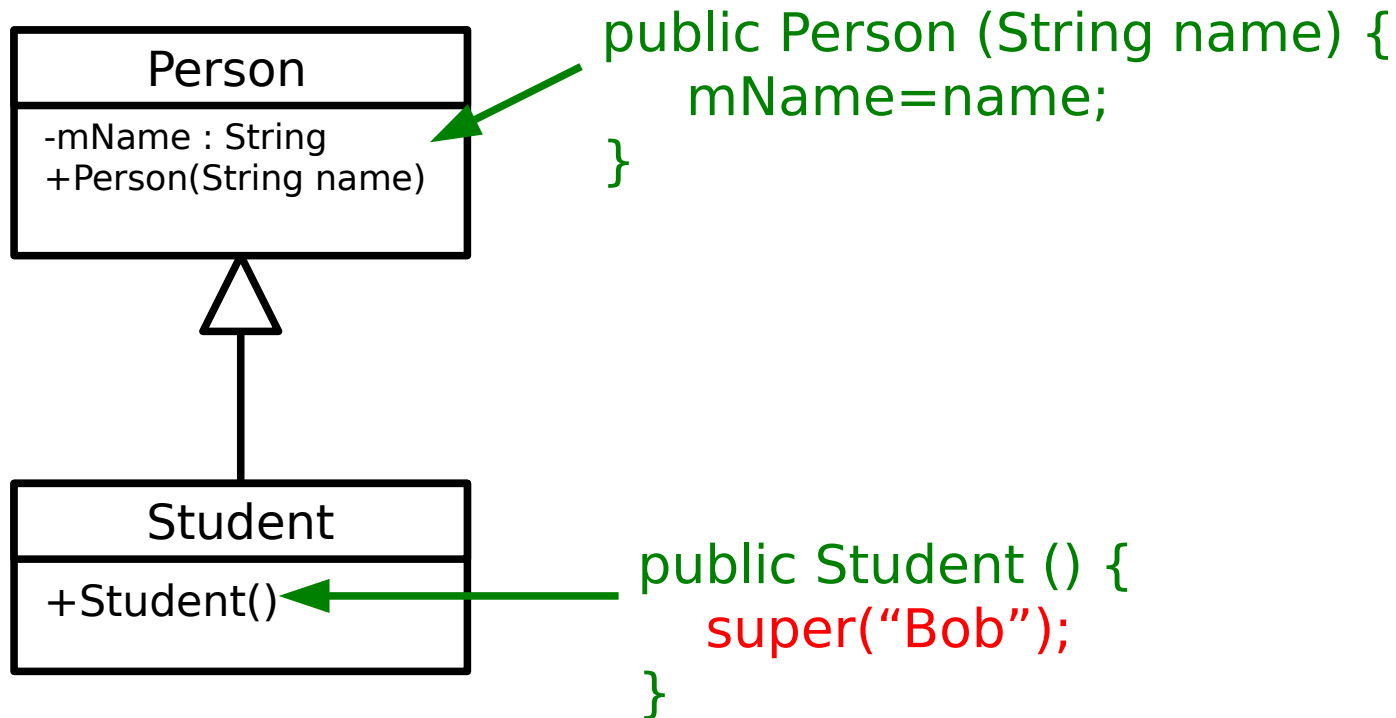 Person
-mName : String
+Person(String name)
public Person (String name) {
mName=name;
}
Student
+Student()
public Student () {
super(“Bob”);
}